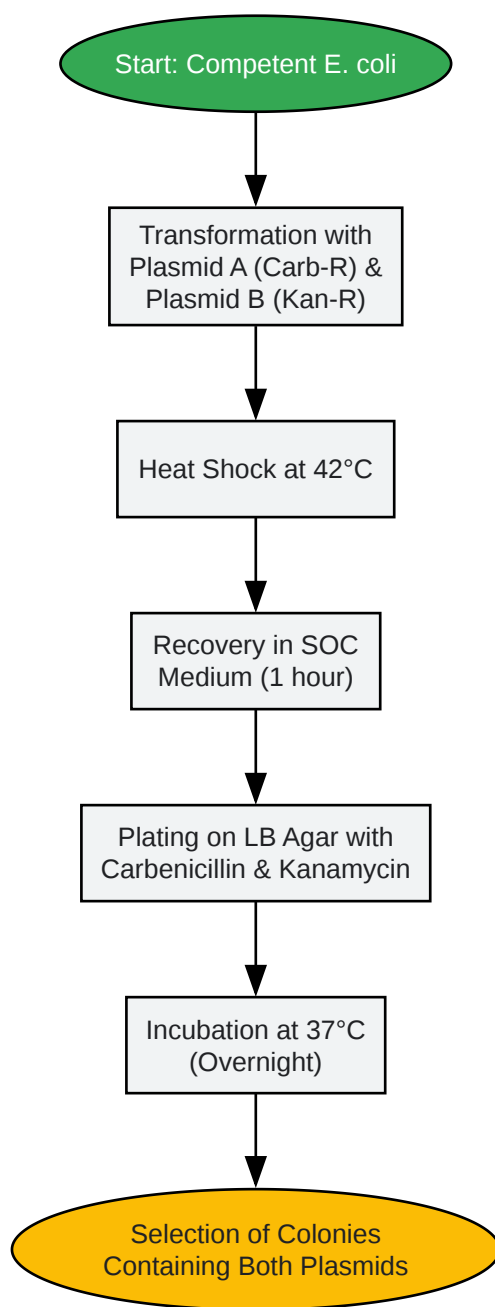 Start: Competent E. coli
Transformation with
Plasmid A (Carb-R) &
Plasmid B (Kan-R)
Heat Shock at 42°C
Recovery in SOC
Medium (1 hour)
Plating on LB Agar with
Carbenicillin & Kanamycin
Incubation at 37°C
(Overnight)
Selection of Colonies
Containing Both Plasmids